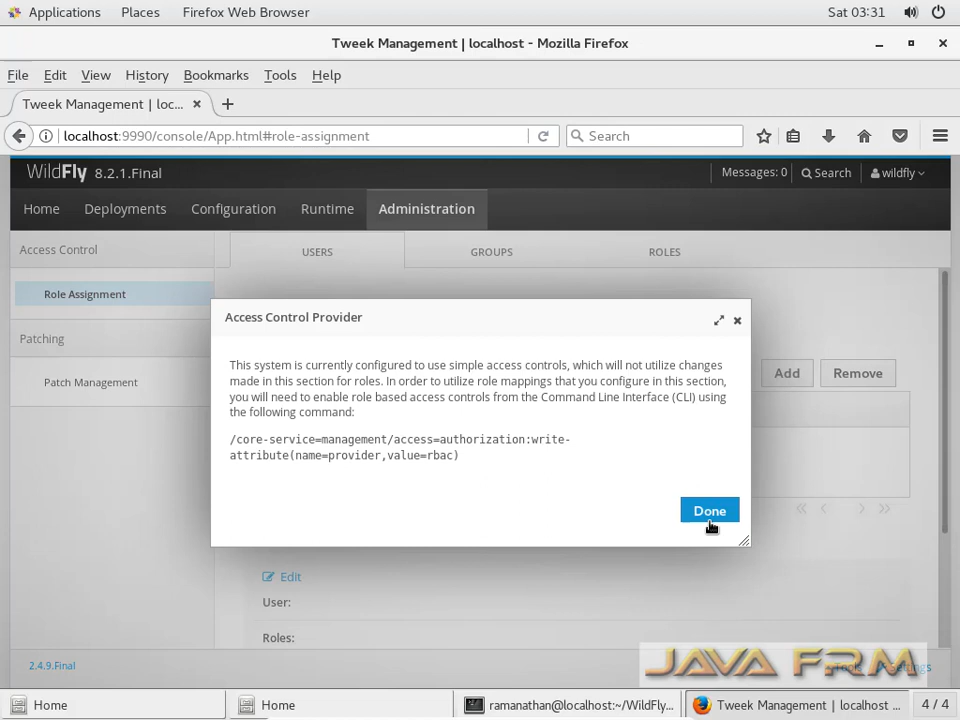 Applications Places Firefox Web Browser Sat 03:31
Tweek Management | localhost - Mozilla Firefox
File Edit View History Bookmarks Tools Help
Tweek Management | loc...
localhost:9990/console/App.html#role-assignment Search
WildFly 8.2.1.Final Messages: 0 Search wildfly
Home Deployments Configuration Runtime Administration
Access Control USERS GROUPS ROLES
Role Assignment
Patching
Patch Management
Add Remove
Access Control Provider
This system is currently configured to use simple access controls, which will not utilize changes
made in this section for roles. In order to utilize role mappings that you configure in this section,
you will need to enable role based access controls from the Command Line Interface (CLI) using
the following command:
/core-service=management/access=authorization:write-
attribute(name=provider,value=rbac)
Done
Edit
User:
Roles:
2.4.9.Final Tools Settings
JAVA FRM
Home Home ramanathan@localhost:~/WildFly... Tweek Management | localhost ... 4 / 4